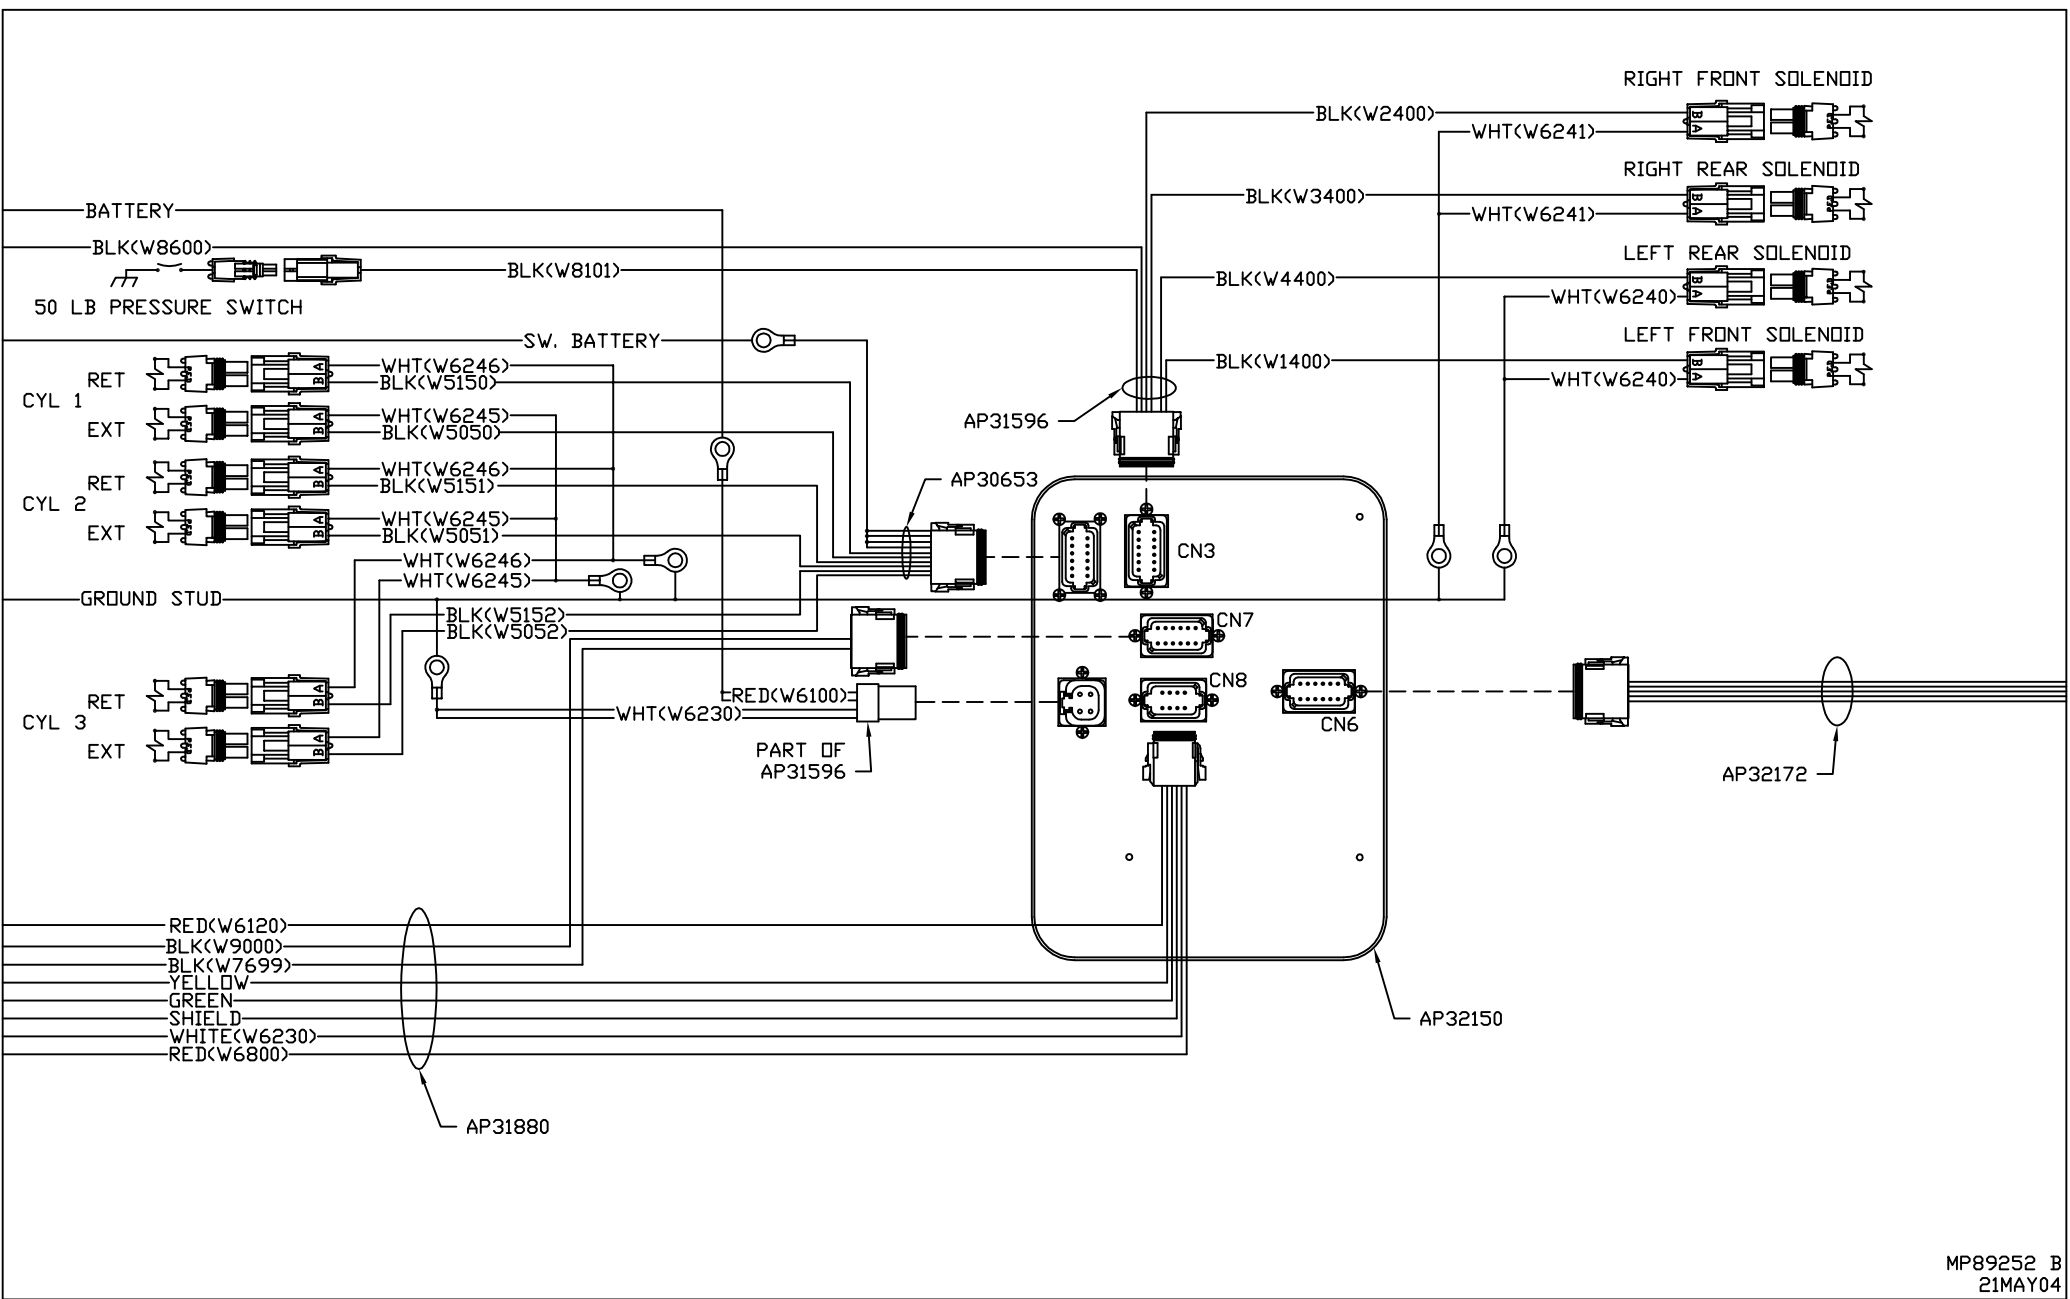 RIGHT FRONT SOLENOID
BLK(W2400)
WHT(W6241)
B
A
RIGHT REAR SOLENOID
BLK(W3400)
WHT(W6241)
B
A
BATTERY
BLK(W8600)
BLK(W8101)
50 LB PRESSURE SWITCH
LEFT REAR SOLENOID
BLK(W4400)
WHT(W6240)
B
A
LEFT FRONT SOLENOID
BLK(W1400)
WHT(W6240)
B
A
SW. BATTERY
CYL 1
RET
A
B
WHT(W6246)
BLK(W5150)
EXT
A
B
WHT(W6245)
BLK(W5050)
CYL 2
RET
A
B
WHT(W6246)
BLK(W5151)
EXT
A
B
WHT(W6245)
BLK(W5051)
WHT(W6246)
WHT(W6245)
GROUND STUD
BLK(W5152)
BLK(W5052)
CYL 3
RET
A
B
EXT
A
B
AP31596
AP30653
CN3
CN7
CN8
CN6
RED(W6100)
WHT(W6230)
PART OF
AP31596
AP32172
RED(W6120)
BLK(W9000)
BLK(W7699)
YELLOW
GREEN
SHIELD
WHITE(W6230)
RED(W6800)
AP32150
AP31880
MP89252 B
21MAY04